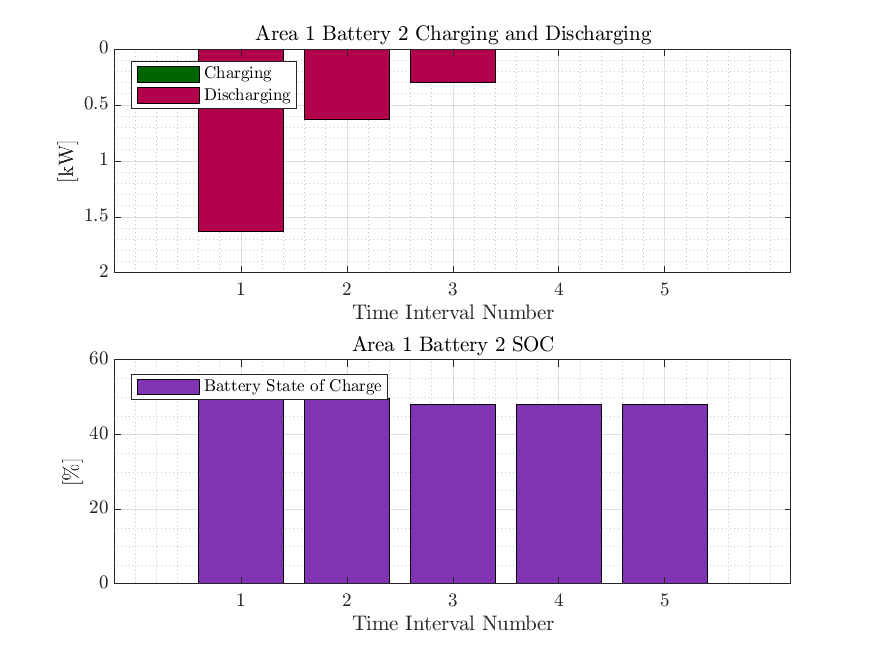 Area 1 Battery 2 Charging and Discharging
0
0.5
1
1.5
2
[kW]
Charging
Discharging
1 2 3 4 5
Time Interval Number
Area 1 Battery 2 SOC
60
40
20
0
[%]
Battery State of Charge
1 2 3 4 5
Time Interval Number